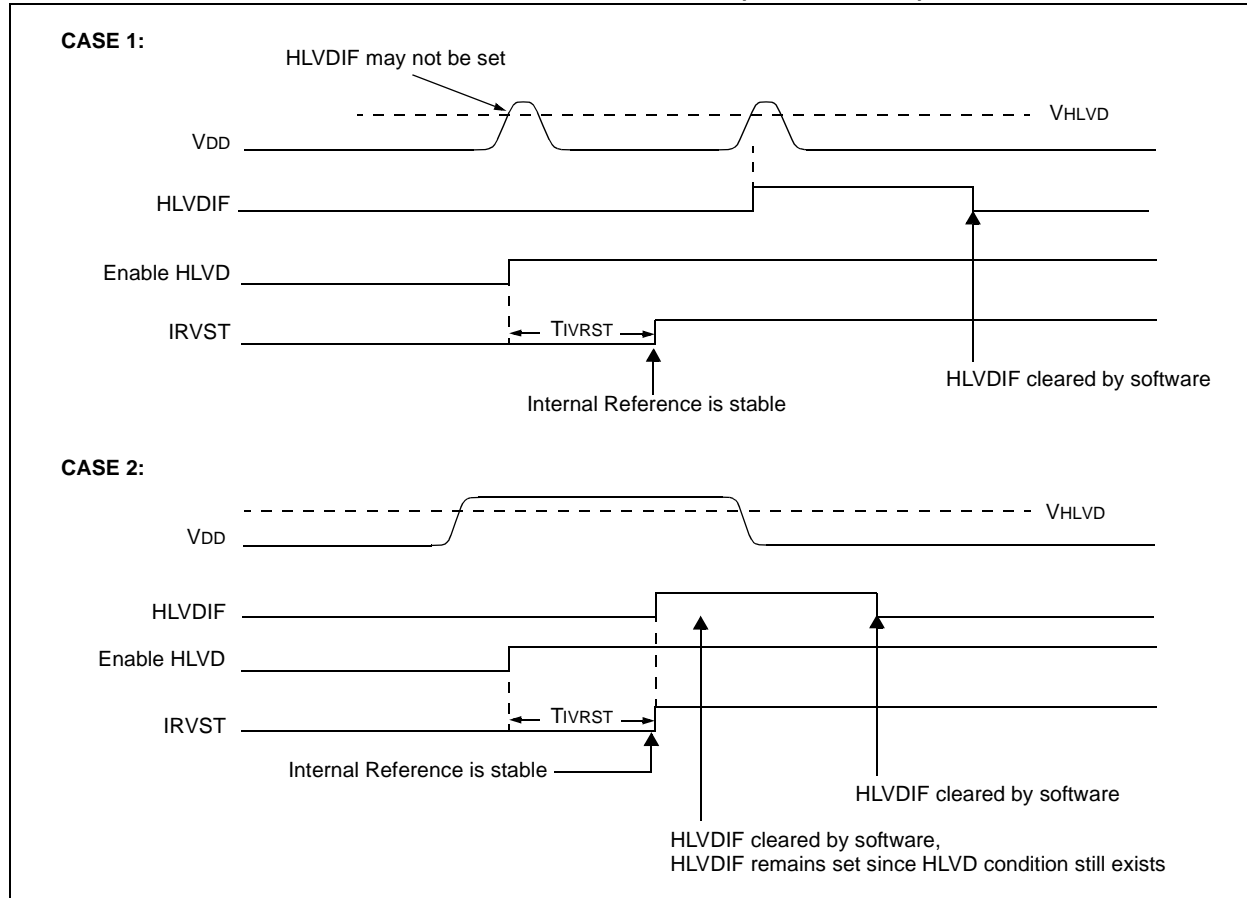 CASE 1:
HLVDIF may not be set
VHLVD
VDD
HLVDIF
Enable HLVD
IRVST
TIVRST
HLVDIF cleared by software
Internal Reference is stable
CASE 2:
VHLVD
VDD
HLVDIF
Enable HLVD
IRVST
TIVRST
Internal Reference is stable
HLVDIF cleared by software
HLVDIF cleared by software,
HLVDIF remains set since HLVD condition still exists